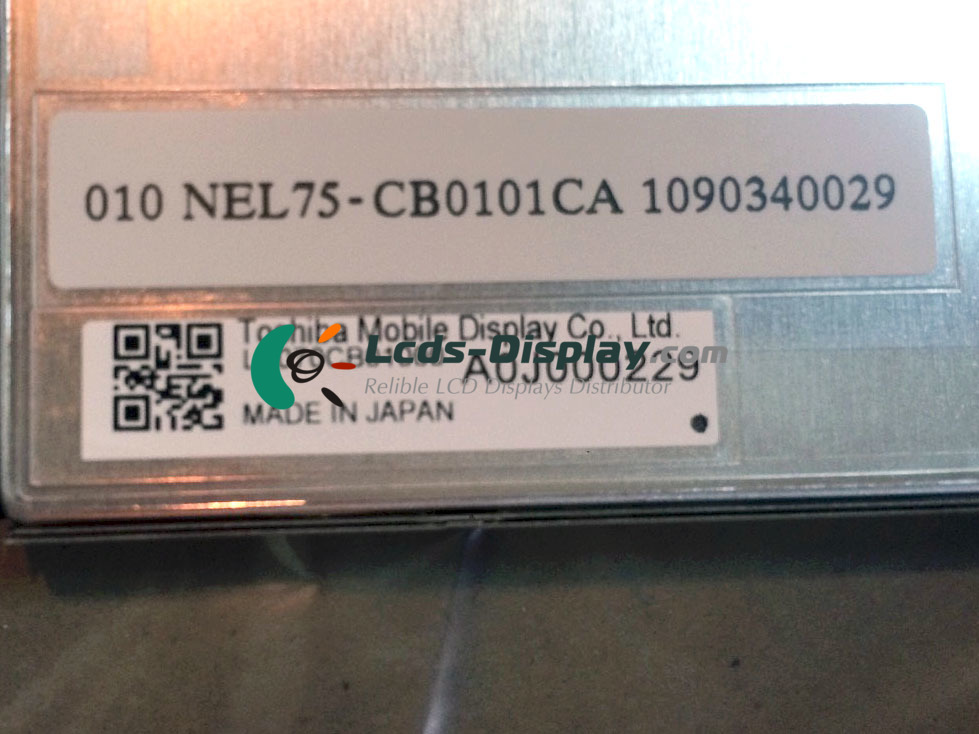 010 NEL75-CB0101CA 1090340029
Toshiba Mobile Display Co., Ltd.
A0J000229
MADE IN JAPAN
Lcds-Display.com
Relible LCD Displays Distributor